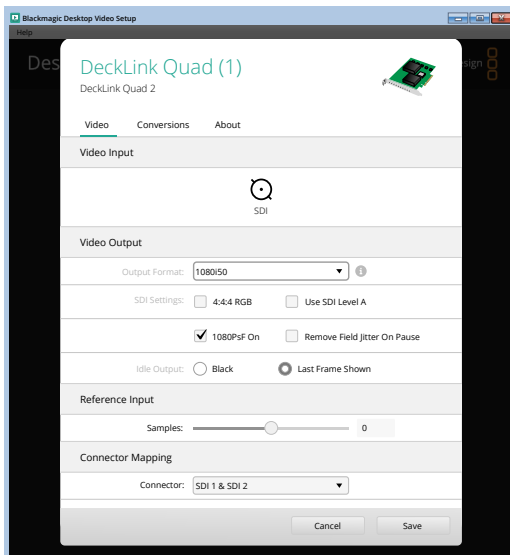 Blackmagic Desktop Video Setup
Help
Des
sign
DeckLink Quad (1)
DeckLink Quad 2
Video Conversions About
Video Input
SDI
Video Output
Output Format: 1080i50
SDI Settings: 4:4:4 RGB Use SDI Level A
1080PsF On Remove Field Jitter On Pause
Idle Output: Black Last Frame Shown
Reference Input
Samples: 0
Connector Mapping
Connector: SDI 1 & SDI 2
Cancel Save